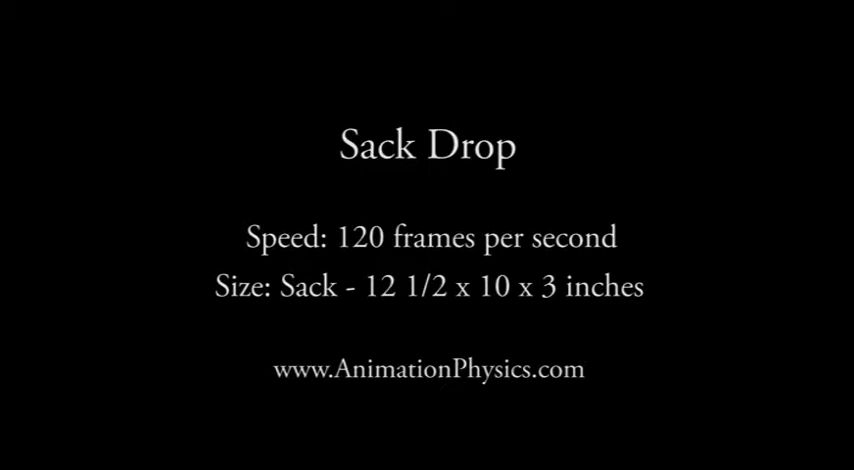 Sack Drop
Speed: 120 frames per second
Size: Sack - 12 1/2 x 10 x 3 inches
www.AnimationPhysics.com